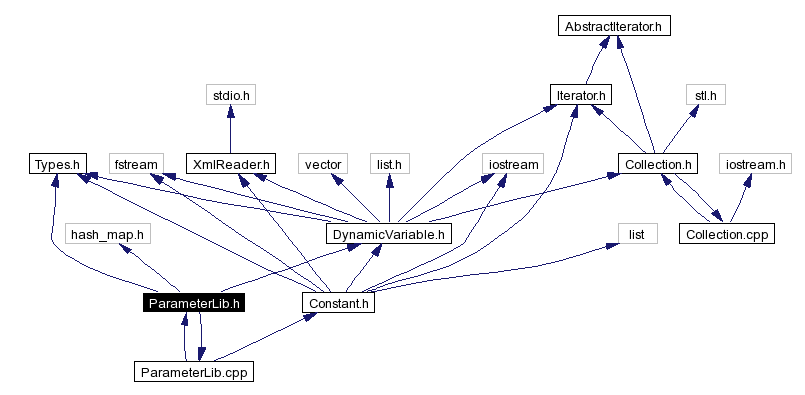 AbstractIterator.h
stdio.h
Iterator.h
stl.h
Types.h
fstream
XmlReader.h
vector
list.h
iostream
Collection.h
iostream.h
hash_map.h
DynamicVariable.h
list
Collection.cpp
ParameterLib.h
Constant.h
ParameterLib.cpp